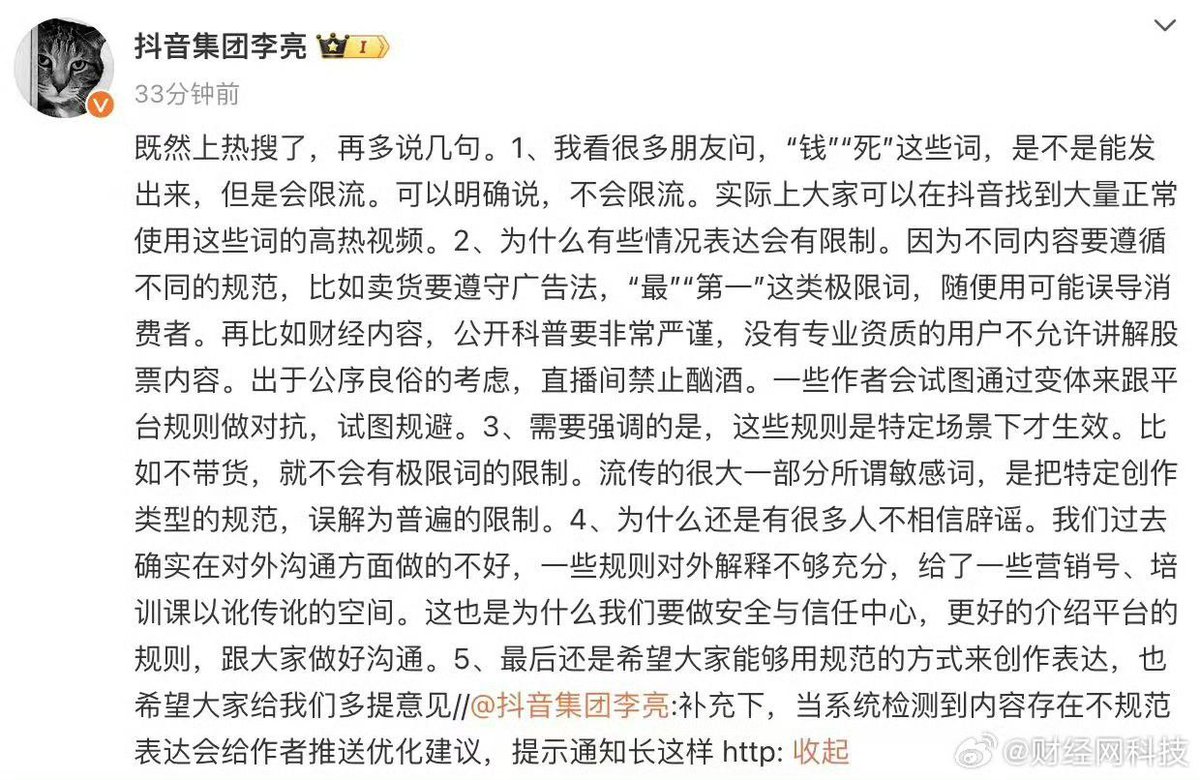 抖音集团李亮 I
33分钟前
既然上热搜了，再多说几句。1、我看很多朋友问，“钱”“死”这些词，是不是能发
出来，但是会限流。可以明确说，不会限流。实际上大家可以在抖音找到大量正常
使用这些词的高热视频。2、为什么有些情况表达会有限制。因为不同内容要遵循
不同的规范，比如卖货要遵守广告法，“最”“第一”这类极限词，随便用可能误导消
费者。再比如财经内容，公开科普要非常严谨，没有专业资质的用户不允许讲解股
票内容。出于公序良俗的考虑，直播间禁止酗酒。一些作者会试图通过变体来跟平
台规则做对抗，试图规避。3、需要强调的是，这些规则是特定场景下才生效。比
如不带货，就不会有极限词的限制。流传的很大一部分所谓敏感词，是把特定创作
类型的规范，误解为普遍的限制。4、为什么还是有很多人不相信辟谣。我们过去
确实在对外沟通方面做的不好，一些规则对外解释不够充分，给了一些营销号、培
训课以讹传讹的空间。这也是为什么我们要做安全与信任中心，更好的介绍平台的
规则，跟大家做好沟通。5、最后还是希望大家能够用规范的方式来创作表达，也
希望大家给我们多提意见//@抖音集团李亮:补充下，当系统检测到内容存在不规范
表达会给作者推送优化建议，提示通知长这样 http: 收起
@财经网科技